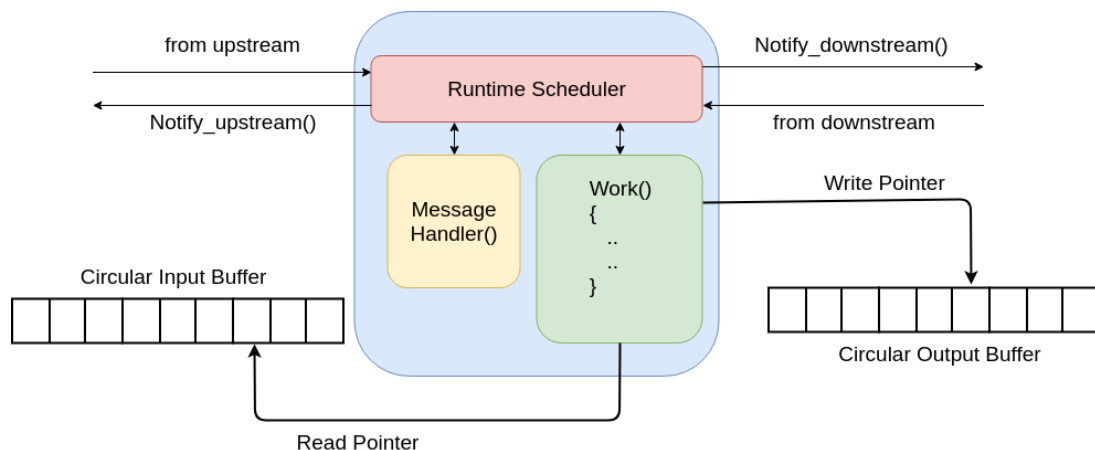 from upstream
Notify_downstream()
Runtime Scheduler
Notify_upstream()
from downstream
Message
Handler()
Work()
{
..
..
}
Write Pointer
Circular Input Buffer
Circular Output Buffer
Read Pointer